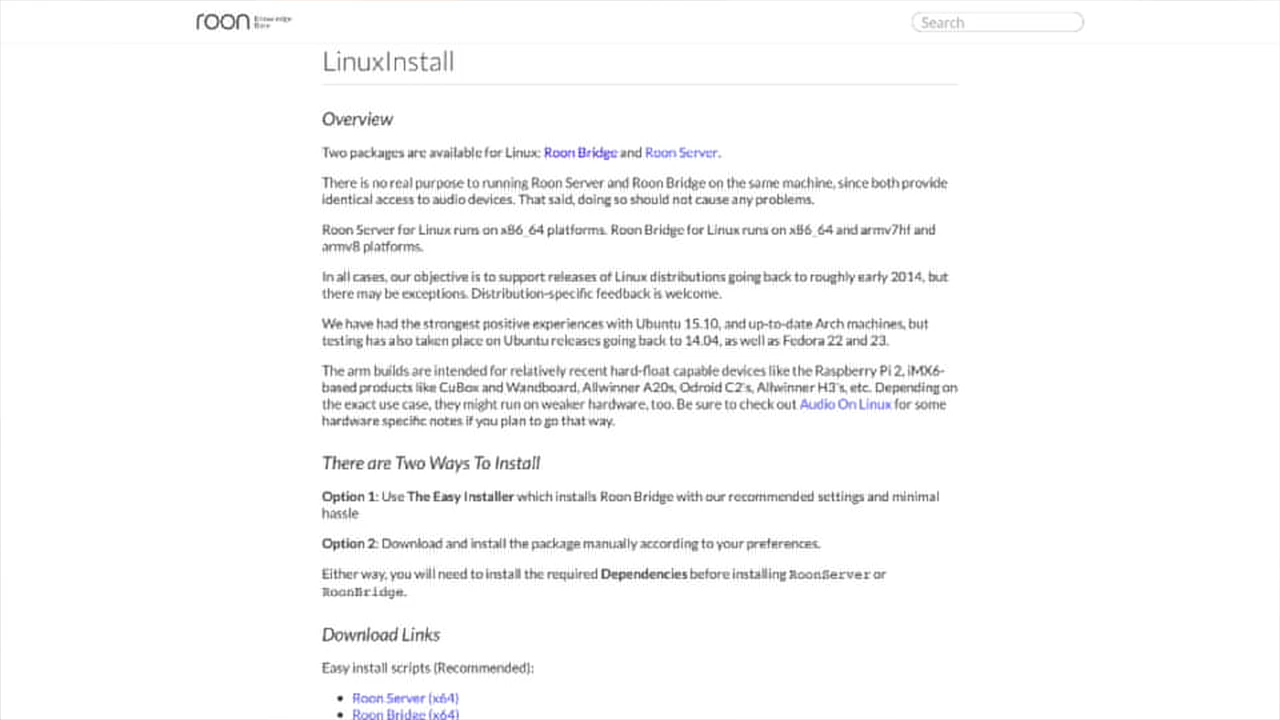 roon Knowledge
Base
Search
LinuxInstall
Overview
Two packages are available for Linux: Roon Bridge and Roon Server.
There is no real purpose to running Roon Server and Roon Bridge on the same machine, since both provide
identical access to audio devices. That said, doing so should not cause any problems.
Roon Server for Linux runs on x86_64 platforms. Roon Bridge for Linux runs on x86_64 and armv7hf and
armv8 platforms.
In all cases, our objective is to support releases of Linux distributions going back to roughly early 2014, but
there may be exceptions. Distribution-specific feedback is welcome.
We have had the strongest positive experiences with Ubuntu 15.10, and up-to-date Arch machines, but
testing has also taken place on Ubuntu releases going back to 14.04, as well as Fedora 22 and 23.
The arm builds are intended for relatively recent hard-float capable devices like the Raspberry Pi 2, iMX6-
based products like CuBox and Wandboard, Allwinner A20s, Odroid C2's, Allwinner H3's, etc. Depending on
the exact use case, they might run on weaker hardware, too. Be sure to check out Audio On Linux for some
hardware specific notes if you plan to go that way.
There are Two Ways To Install
Option 1: Use The Easy Installer which installs Roon Bridge with our recommended settings and minimal
hassle
Option 2: Download and install the package manually according to your preferences.
Either way, you will need to install the required Dependencies before installing RoonServer or
RoonBridge.
Download Links
Easy install scripts (Recommended):
• Roon Server (x64)
• Roon Bridge (x64)